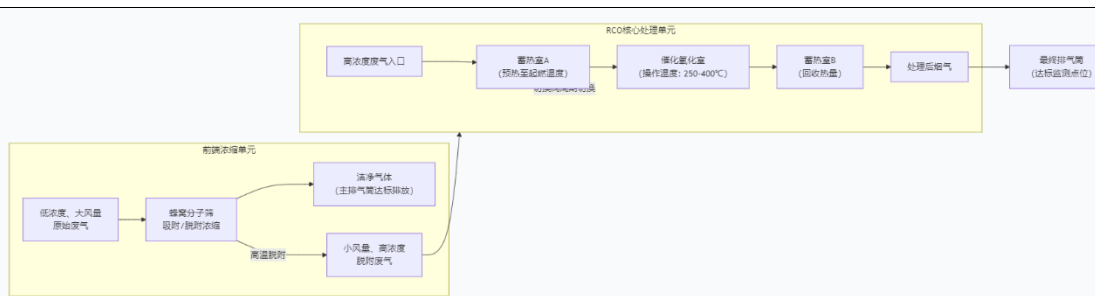 RCO核心处理单元
高浓度废气入口
蓄热室A
(预热至起燃温度)
催化氧化室
(操作温度: 250-400℃)
蓄热室B
(回收热量)
处理后烟气
最终排气筒
(达标监测点位)
前端浓缩单元
低浓度、大风量
原始废气
蜂窝分子筛
吸附/脱附浓缩
洁净气体
(主排气筒达标排放)
高温脱附
小风量、高浓度
脱附废气